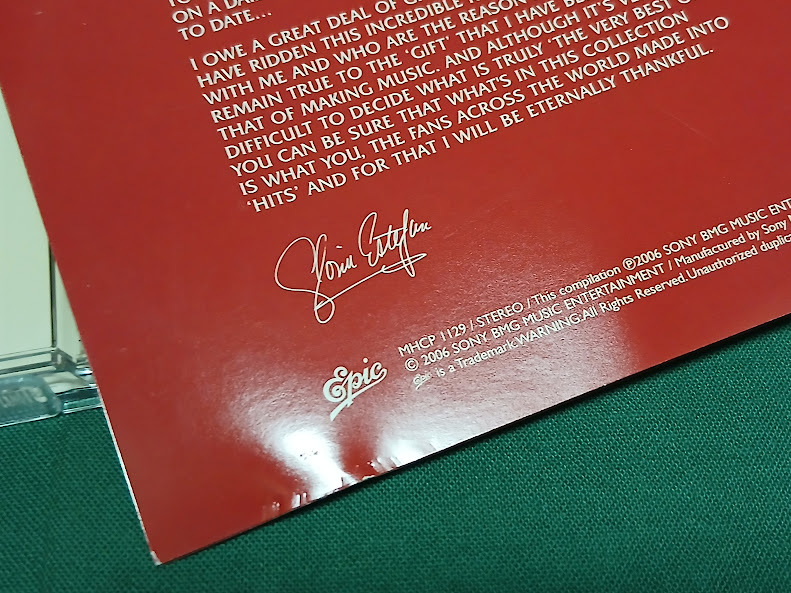 ON A
TO DATE...
I OWE A GREAT DEAL OF
HAVE RIDDEN THIS INCREDIBLE
WITH ME AND WHO ARE THE REASON
REMAIN TRUE TO THE 'GIFT' THAT I HAVE
THAT OF MAKING MUSIC. AND ALTHOUGH IT'S
DIFFICULT TO DECIDE WHAT IS TRULY 'THE VERY BEST
YOU CAN BE SURE THAT WHAT'S IN THIS COLLECTION
IS WHAT YOU, THE FANS ACROSS THE WORLD MADE INTO
'HITS' AND FOR THAT I WILL BE ETERNALLY THANKFUL.
Gloria Estefan
Epic
MHCP 1129 / STEREO / This compilation ℗2006 SONY BMG MUSIC
© 2006 SONY BMG MUSIC ENTERTAINMENT / Manufactured by Sony
Epic is a Trademark.WARNING:All Rights Reserved. Unauthorized